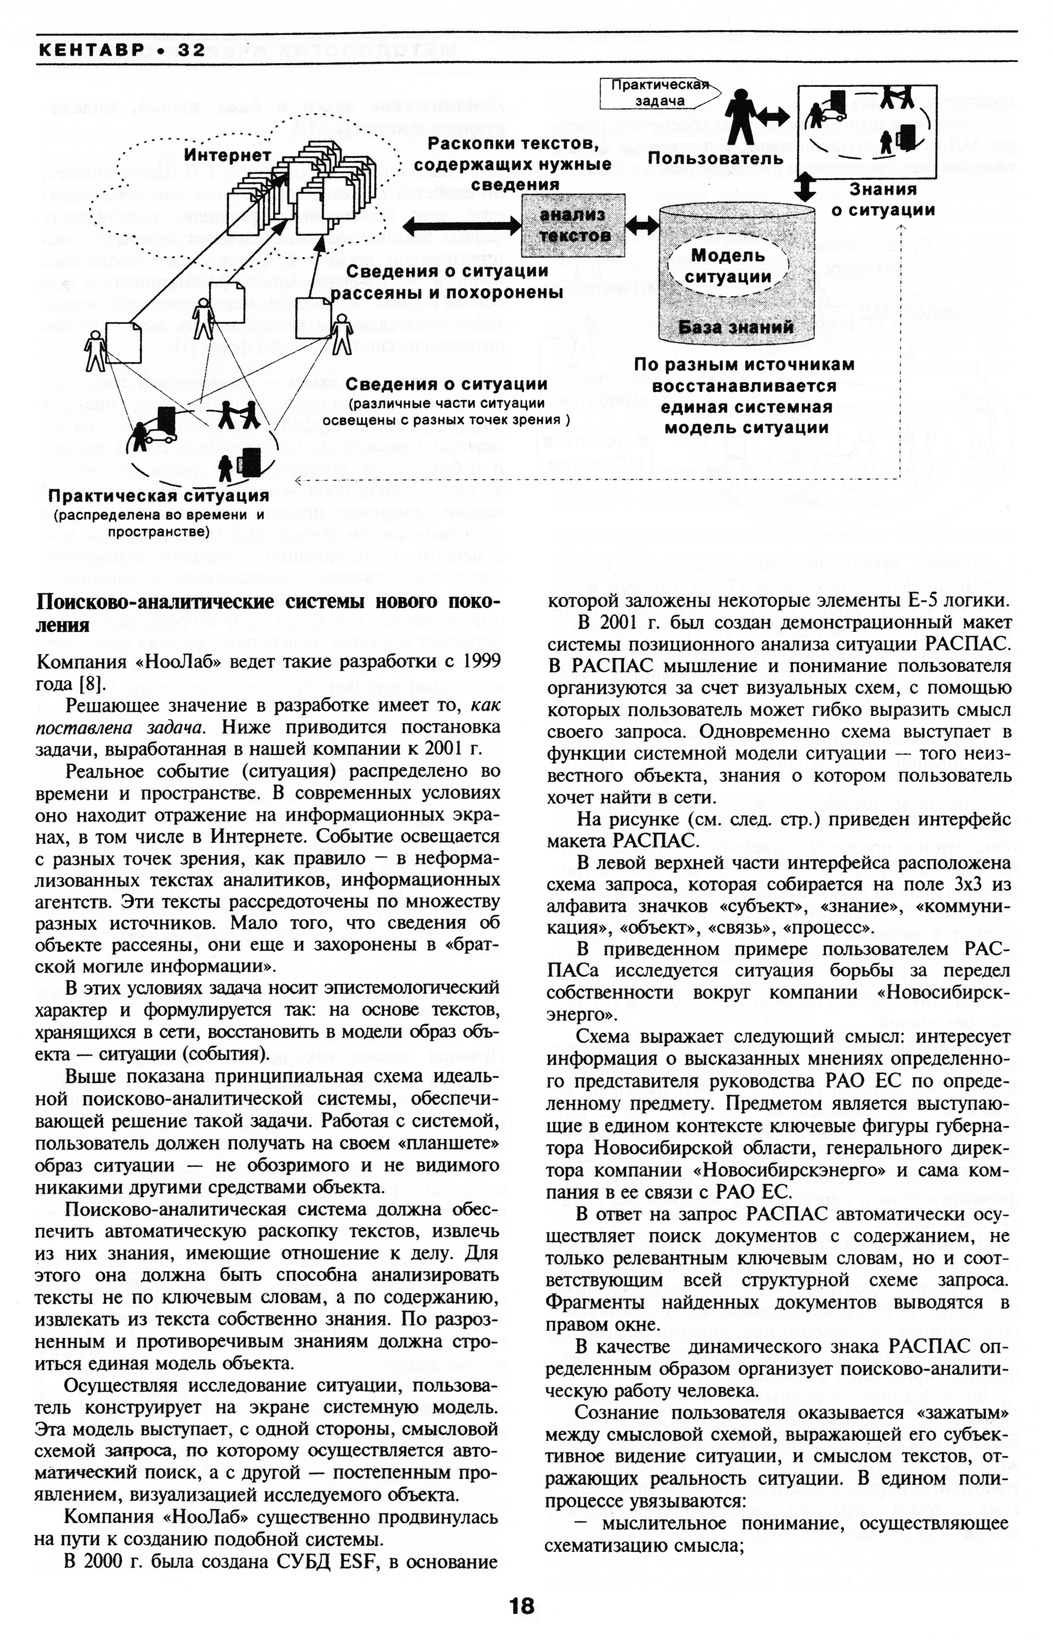 КЕНТАВР • 32
Практическая
задача
Интернет
Раскопки текстов,
содержащих нужные
сведения
Пользователь
Знания
о ситуации
анализ
текстов
Модель
ситуации
База знаний
Сведения о ситуации
рассеяны и похоронены
Сведения о ситуации
(различные части ситуации
освещены с разных точек зрения )
По разным источникам
восстанавливается
единая системная
модель ситуации
Практическая ситуация
(распределена во времени и
пространстве)
Поисково-аналитические системы нового поко-
ления
Компания «НооЛаб» ведет такие разработки с 1999
года [8].
Решающее значение в разработке имеет то, как
поставлена задача. Ниже приводится постановка
задачи, выработанная в нашей компании к 2001 г.
Реальное событие (ситуация) распределено во
времени и пространстве. В современных условиях
оно находит отражение на информационных экра-
нах, в том числе в Интернете. Событие освещается
с разных точек зрения, как правило — в неформа-
лизованных текстах аналитиков, информационных
агентств. Эти тексты рассредоточены по множеству
разных источников. Мало того, что сведения об
объекте рассеяны, они еще и захоронены в «брат-
ской могиле информации».
В этих условиях задача носит эпистемологический
характер и формулируется так: на основе текстов,
хранящихся в сети, восстановить в модели образ объ-
екта — ситуации (события).
Выше показана принципиальная схема идеаль-
ной поисково-аналитической системы, обеспечи-
вающей решение такой задачи. Работая с системой,
пользователь должен получать на своем «планшете»
образ ситуации — не обозримого и не видимого
никакими другими средствами объекта.
Поисково-аналитическая система должна обес-
печить автоматическую раскопку текстов, извлечь
из них знания, имеющие отношение к делу. Для
этого она должна быть способна анализировать
тексты не по ключевым словам, а по содержанию,
извлекать из текста собственно знания. По разроз-
ненным и противоречивым знаниям должна стро-
иться единая модель объекта.
Осуществляя исследование ситуации, пользова-
тель конструирует на экране системную модель.
Эта модель выступает, с одной стороны, смысловой
схемой запроса, по которому осуществляется авто-
матический поиск, а с другой — постепенным про-
явлением, визуализацией исследуемого объекта.
Компания «НооЛаб» существенно продвинулась
на пути к созданию подобной системы.
В 2000 г. была создана СУБД ESF, в основание
которой заложены некоторые элементы Е-5 логики.
В 2001 г. был создан демонстрационный макет
системы позиционного анализа ситуации РАСПАС.
В РАСПАС мышление и понимание пользователя
организуются за счет визуальных схем, с помощью
которых пользователь может гибко выразить смысл
своего запроса. Одновременно схема выступает в
функции системной модели ситуации — того неиз-
вестного объекта, знания о котором пользователь
хочет найти в сети.
На рисунке (см. след. стр.) приведен интерфейс
макета РАСПАС.
В левой верхней части интерфейса расположена
схема запроса, которая собирается на поле 3х3 из
алфавита значков «субъект», «знание», «коммуни-
кация», «объект», «связь», «процесс».
В приведенном примере пользователем РАС-
ПАСа исследуется ситуация борьбы за передел
собственности вокруг компании «Новосибирск-
энерго».
Схема выражает следующий смысл: интересует
информация о высказанных мнениях определенно-
го представителя руководства РАО ЕС по опреде-
ленному предмету. Предметом является выступаю-
щие в едином контексте ключевые фигуры губерна-
тора Новосибирской области, генерального дирек-
тора компании «Новосибирскэнерго» и сама ком-
пания в ее связи с РАО ЕС.
В ответ на запрос РАСПАС автоматически осу-
ществляет поиск документов с содержанием, не
только релевантным ключевым словам, но и соот-
ветствующим всей структурной схеме запроса.
Фрагменты найденных документов выводятся в
правом окне.
В качестве динамического знака РАСПАС оп-
ределенным образом организует поисково-аналити-
ческую работу человека.
Сознание пользователя оказывается «зажатым»
между смысловой схемой, выражающей его субъек-
тивное видение ситуации, и смыслом текстов, от-
ражающих реальность ситуации. В едином поли-
процессе увязываются:
— мыслительное понимание, осуществляющее
схематизацию смысла;
18